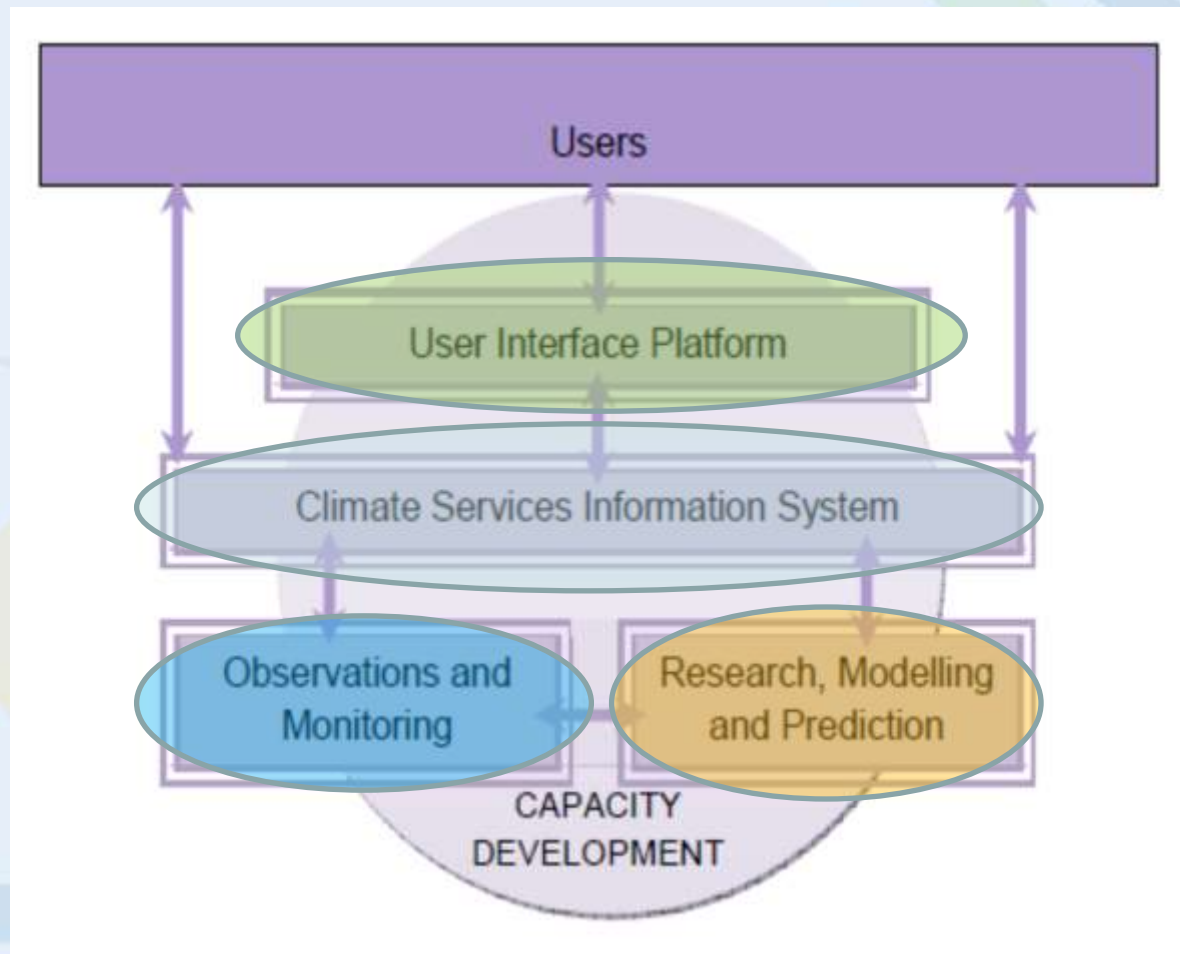 Users
User Interface Platform
Climate Services Information System
Observations and
Monitoring
Research, Modelling
and Prediction
CAPACITY
DEVELOPMENT